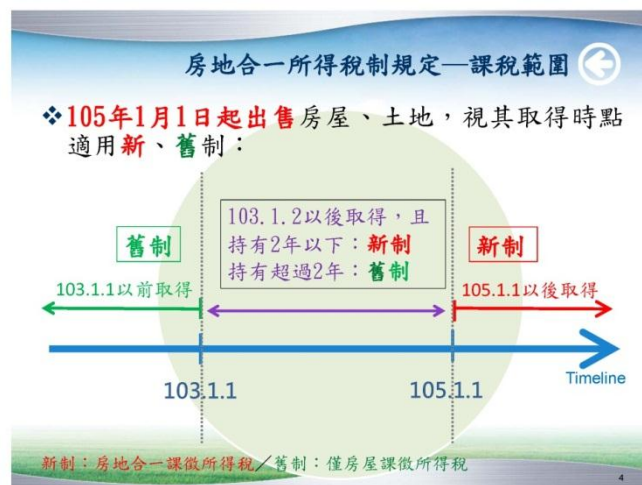 房地合一所得稅制規定—課稅範圍
❖105年1月1日起出售房屋、土地，視其取得時點
適用新、舊制：
舊制
103.1.2以後取得，且
持有2年以下：新制
持有超過2年：舊制
新制
103.1.1以前取得
105.1.1以後取得
Timeline
103.1.1
105.1.1
新制：房地合一課徵所得稅／舊制：僅房屋課徵所得稅
4